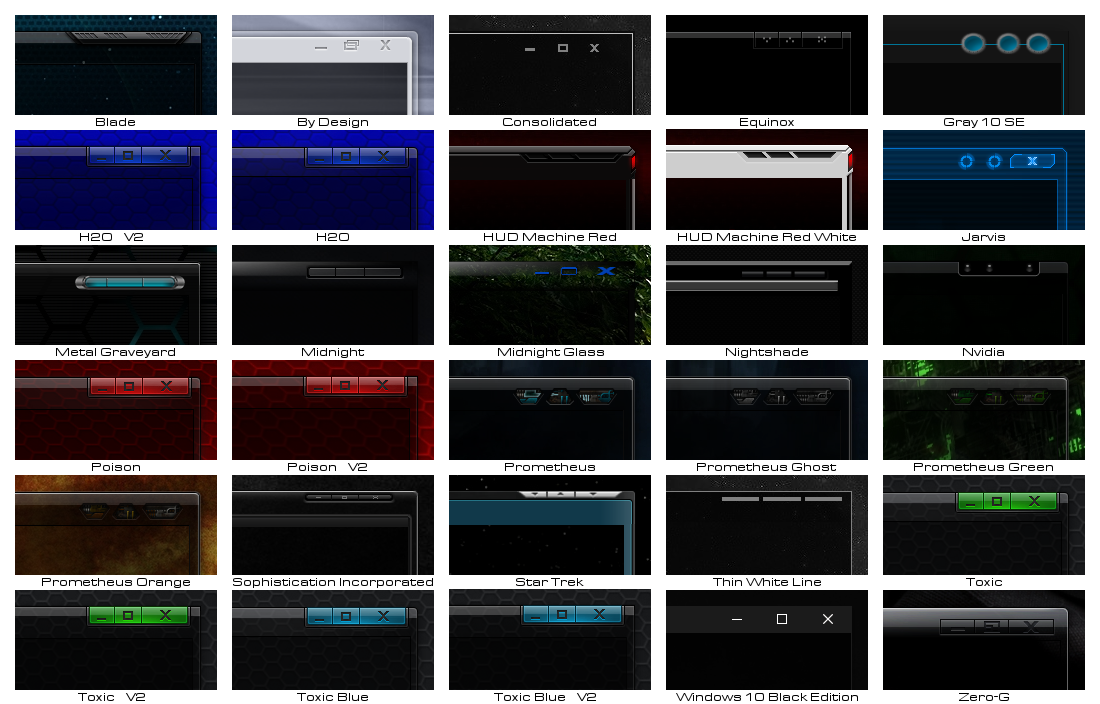 Blade
By Design
Consolidated
Equinox
Gray 10 SE
H2O V2
H2O
HUD Machine Red
HUD Machine Red White
Jarvis
Metal Graveyard
Midnight
Midnight Glass
Nightshade
Nvidia
Poison
Poison V2
Prometheus
Prometheus Ghost
Prometheus Green
Prometheus Orange
Sophistication Incorporated
Star Trek
Thin White Line
Toxic
Toxic V2
Toxic Blue
Toxic Blue V2
Windows 10 Black Edition
Zero-G